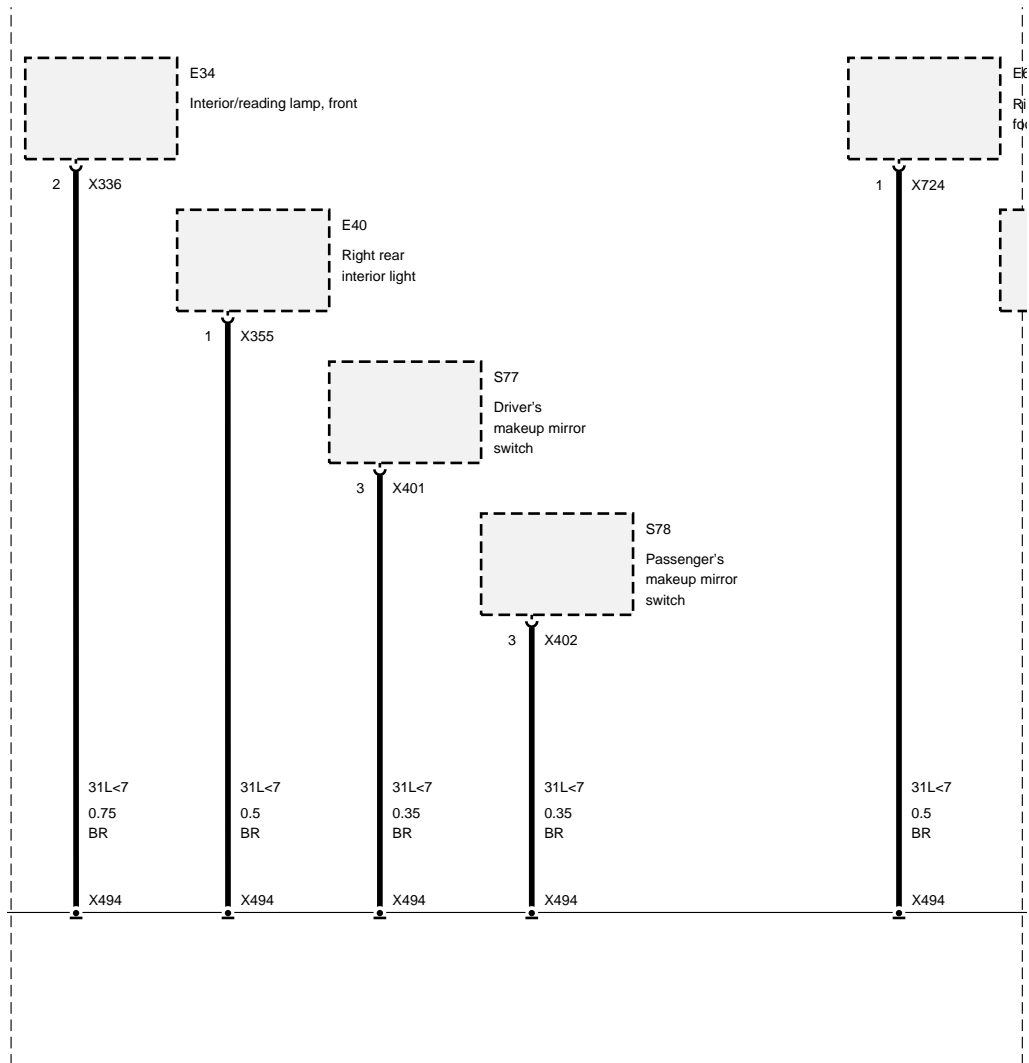 E34
Interior/reading lamp, front
2
X336
E40
Right rear
interior light
1
X355
S77
Driver's
makeup mirror
switch
3
X401
S78
Passenger's
makeup mirror
switch
3
X402
1
X724
31L<7
0.75
BR
X494
31L<7
0.5
BR
X494
31L<7
0.35
BR
X494
31L<7
0.35
BR
X494
31L<7
0.5
BR
X494